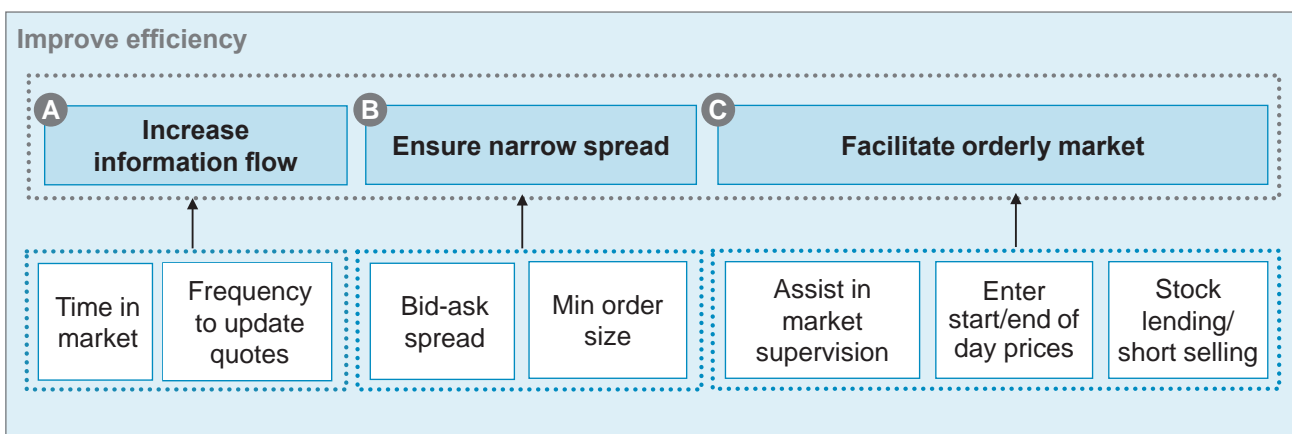 Improve efficiency
A
Increase
information flow
B
Ensure narrow spread
C
Facilitate orderly market
Time in
market
Frequency
to update
quotes
Bid-ask
spread
Min order
size
Assist in
market
supervision
Enter
start/end of
day prices
Stock
lending/
short selling